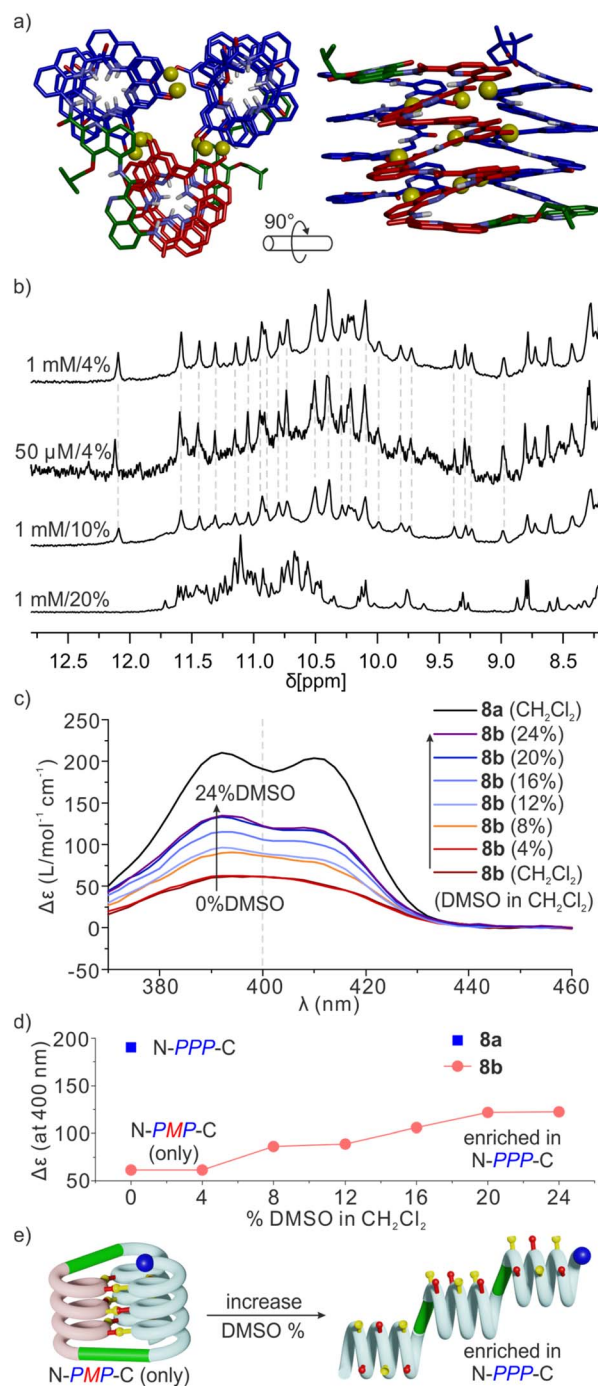 a)
90°
b)
1 mM/4%
50 µM/4%
1 mM/10%
1 mM/20%
12.5 12.0 11.5 11.0 10.5 10.0 9.5 9.0 8.5
δ[ppm]
c)
250
200
150
100
50
0
-50
Δε (L/mol⁻¹ cm⁻¹)
24%DMSO
0%DMSO
8a (CH₂Cl₂)
8b (24%)
8b (20%)
8b (16%)
8b (12%)
8b (8%)
8b (4%)
8b (CH₂Cl₂)
(DMSO in CH₂Cl₂)
380 400 420 440 460
λ (nm)
d)
200
150
100
50
Δε (at 400 nm)
N-PPP-C
8a
8b
N-PMP-C
(only)
enriched in
N-PPP-C
0 4 8 12 16 20 24
% DMSO in CH₂Cl₂
e)
increase
DMSO %
N-PMP-C (only)
enriched in
N-PPP-C